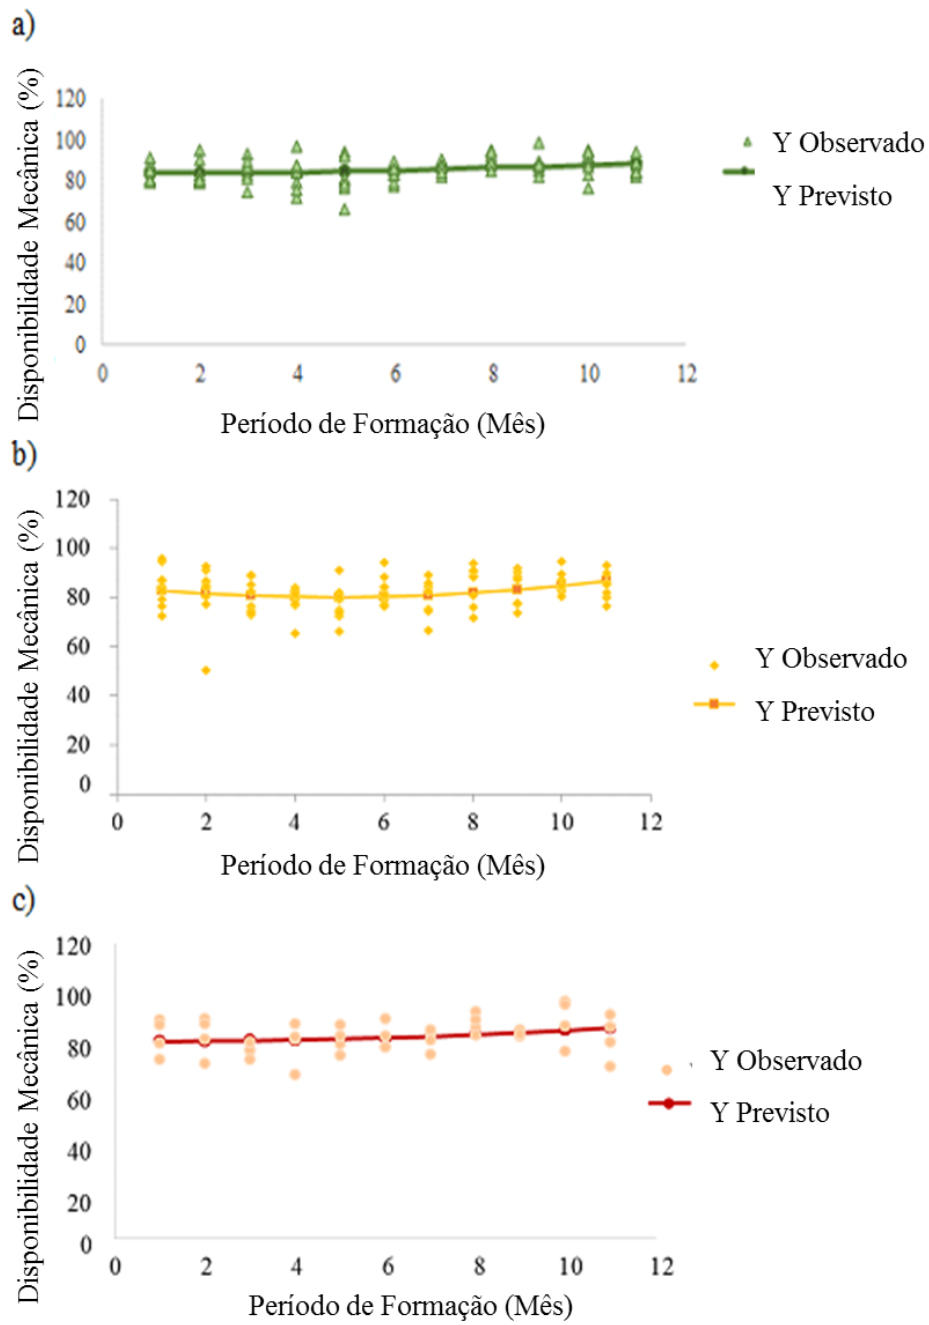 a)
Disponibilidade Mecânica (%)
120
100
80
60
40
20
0
0 2 4 6 8 10 12
Período de Formação (Mês)
Y Observado
Y Previsto
b)
Disponibilidade Mecânica (%)
120
100
80
60
40
20
0
0 2 4 6 8 10 12
Período de Formação (Mês)
Y Observado
Y Previsto
c)
Disponibilidade Mecânica (%)
120
100
80
60
40
20
0
0 2 4 6 8 10 12
Período de Formação (Mês)
Y Observado
Y Previsto